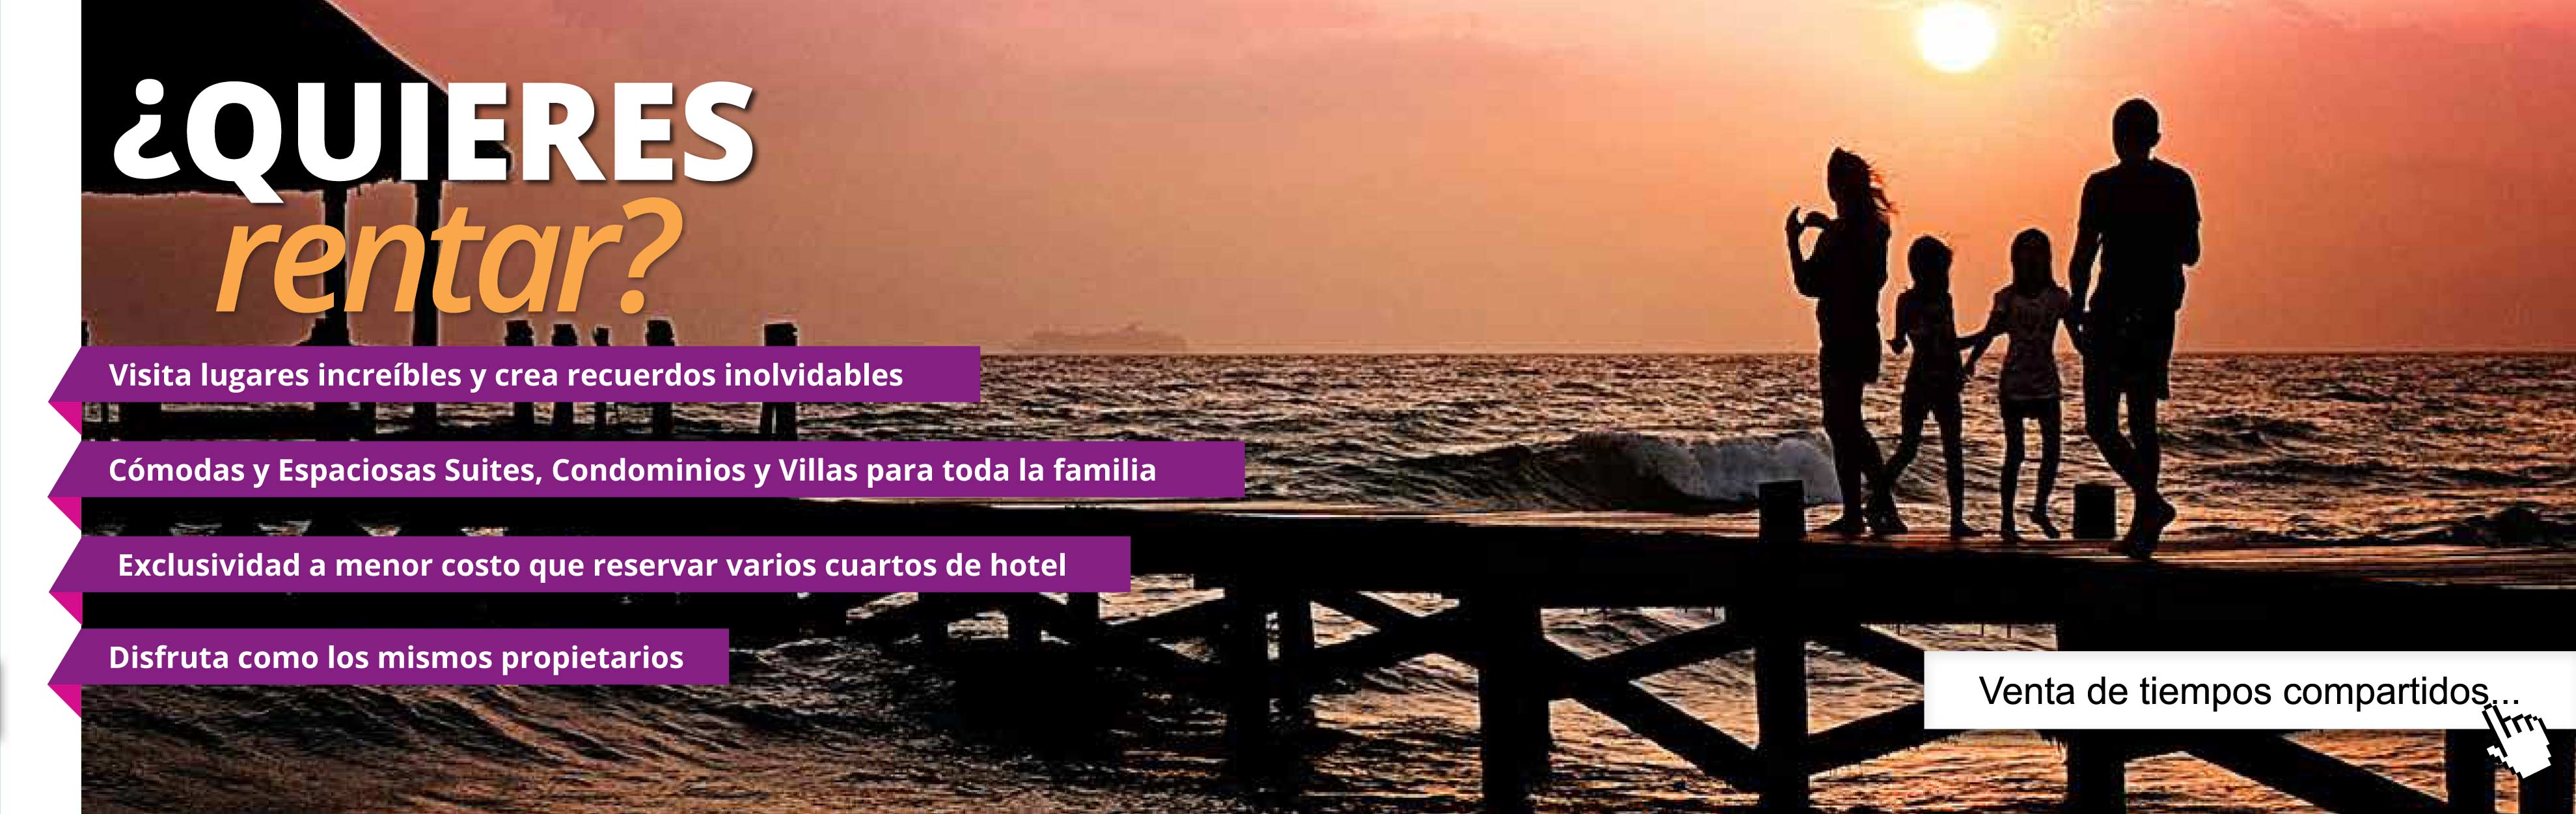 ¿QUIERES
rentar?
Visita lugares increíbles y crea recuerdos inolvidables
Cómodas y Espaciosas Suites, Condominios y Villas para toda la familia
Exclusividad a menor costo que reservar varios cuartos de hotel
Disfruta como los mismos propietarios
Venta de tiempos compartidos...